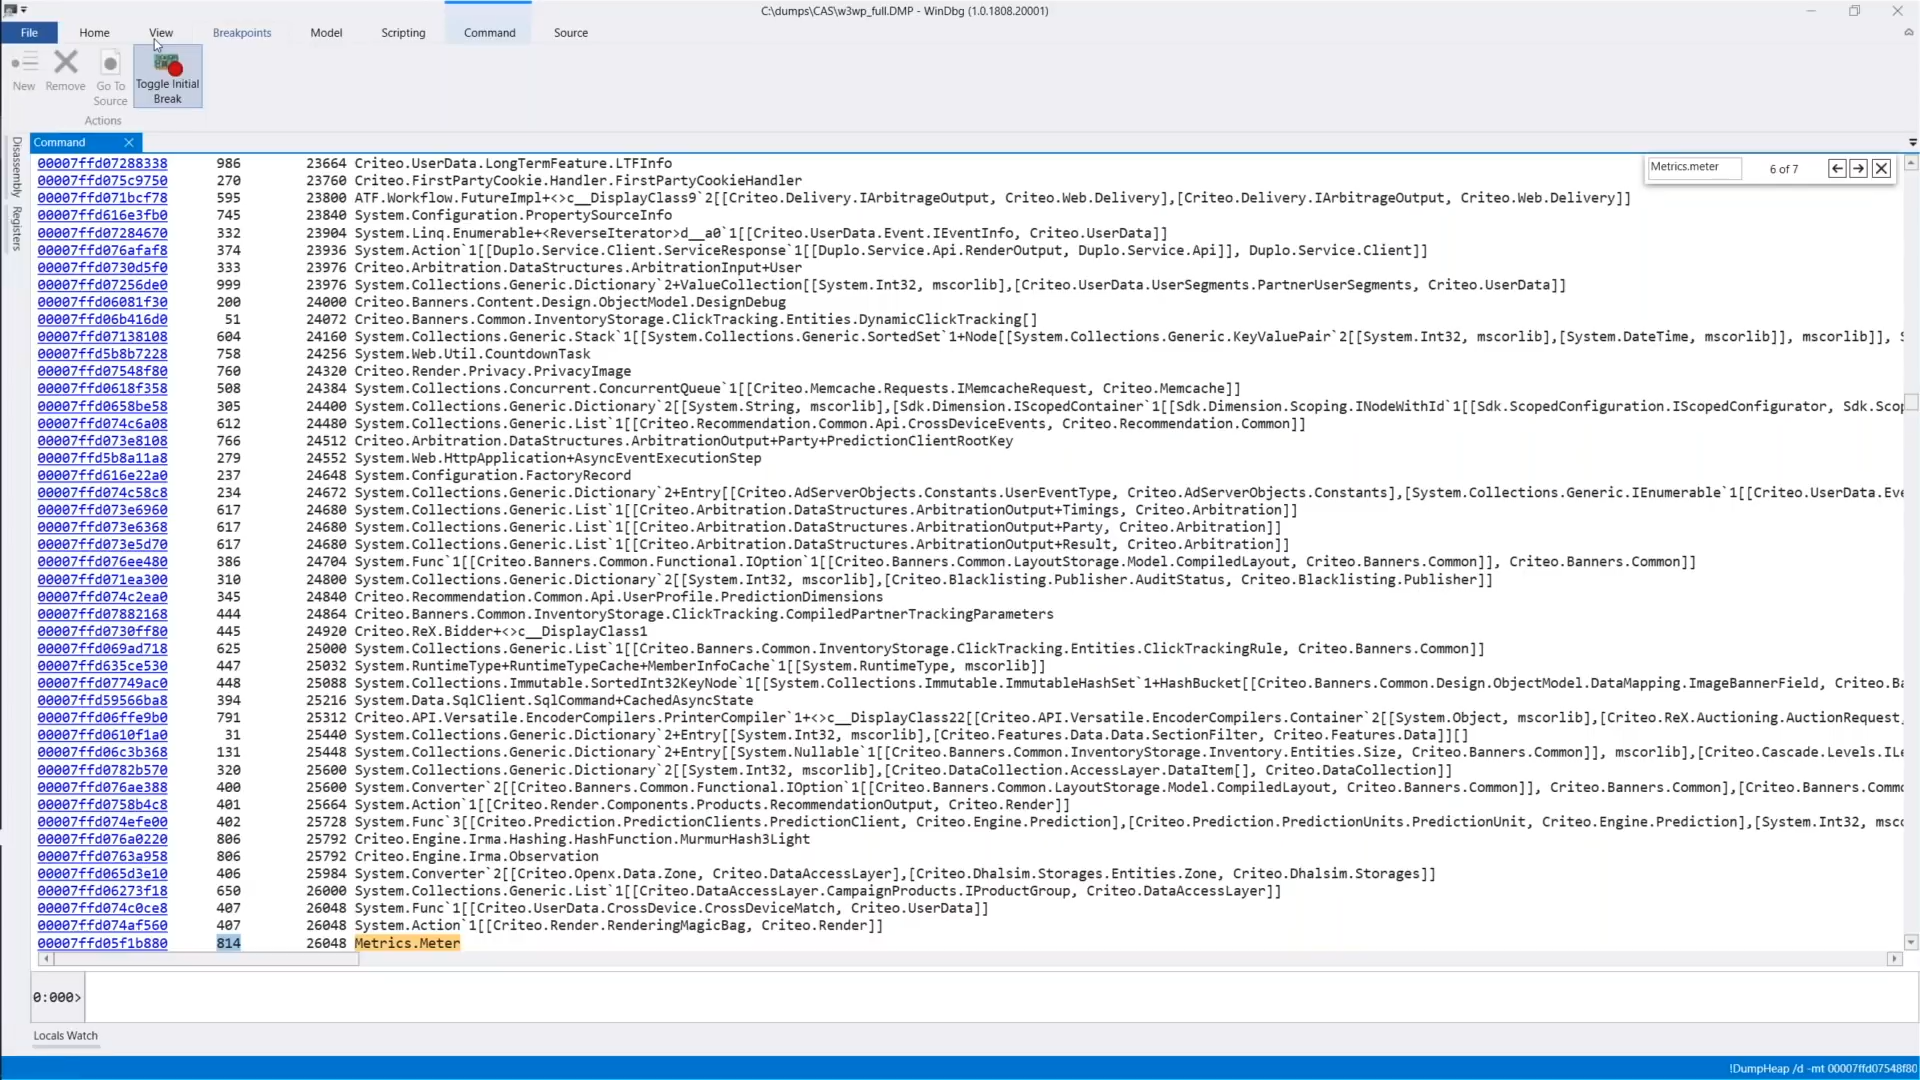 C:\dumps\CAS\w3wp_full.DMP - WinDbg (1.0.1808.20001)
File Home View Breakpoints Model Scripting Command Source
New Remove Go To Source Toggle Initial Break
Actions
Disassembly Registers
Command
Metrics.meter 6 of 7
00007ffd07288338 986 23664 Criteo.UserData.LongTermFeature.LTFInfo
00007ffd075c9750 270 23760 Criteo.FirstPartyCookie.Handler.FirstPartyCookieHandler
00007ffd071bcf78 595 23800 ATF.Workflow.FutureImpl+<>c__DisplayClass9`2[[Criteo.Delivery.IArbitrageOutput, Criteo.Web.Delivery],[Criteo.Delivery.IArbitrageOutput, Criteo.Web.Delivery]]
00007ffd616e3fb0 745 23840 System.Configuration.PropertySourceInfo
00007ffd07284670 332 23904 System.Linq.Enumerable+<ReverseIterator>d__a0`1[[Criteo.UserData.Event.IEventInfo, Criteo.UserData]]
00007ffd076afaf8 374 23936 System.Action`1[[Duplo.Service.Client.ServiceResponse`1[[Duplo.Service.Api.RenderOutput, Duplo.Service.Api]], Duplo.Service.Client]]
00007ffd0730d5f0 333 23976 Criteo.Arbitration.DataStructures.ArbitrationInput+User
00007ffd07256de0 999 23976 System.Collections.Generic.Dictionary`2+ValueCollection[[System.Int32, mscorlib],[Criteo.UserData.UserSegments.PartnerUserSegments, Criteo.UserData]]
00007ffd06081f30 200 24000 Criteo.Banners.Content.Design.ObjectModel.DesignDebug
00007ffd06b416d0 51 24072 Criteo.Banners.Common.InventoryStorage.ClickTracking.Entities.DynamicClickTracking[]
00007ffd07138108 604 24160 System.Collections.Generic.Stack`1[[System.Collections.Generic.SortedSet`1+Node[[System.Collections.Generic.KeyValuePair`2[[System.Int32, mscorlib],[System.DateTime, mscorlib]], mscorlib]], S
00007ffd5b8b7228 758 24256 System.Web.Util.CountdownTask
00007ffd07548f80 760 24320 Criteo.Render.Privacy.PrivacyImage
00007ffd0618f358 508 24384 System.Collections.Concurrent.ConcurrentQueue`1[[Criteo.Memcache.Requests.IMemcacheRequest, Criteo.Memcache]]
00007ffd0658be58 305 24400 System.Collections.Generic.Dictionary`2[[System.String, mscorlib],[Sdk.Dimension.IScopedContainer`1[[Sdk.Dimension.Scoping.INodeWithId`1[[Sdk.ScopedConfiguration.IScopedConfigurator, Sdk.Scop
00007ffd074c6a08 612 24480 System.Collections.Generic.List`1[[Criteo.Recommendation.Common.Api.CrossDeviceEvents, Criteo.Recommendation.Common]]
00007ffd073e8108 766 24512 Criteo.Arbitration.DataStructures.ArbitrationOutput+Party+PredictionClientRootKey
00007ffd5b8a11a8 279 24552 System.Web.HttpApplication+AsyncEventExecutionStep
00007ffd616e22a0 237 24648 System.Configuration.FactoryRecord
00007ffd074c58c8 234 24672 System.Collections.Generic.Dictionary`2+Entry[[Criteo.AdServerObjects.Constants.UserEventType, Criteo.AdServerObjects.Constants],[System.Collections.Generic.IEnumerable`1[[Criteo.UserData.Eve
00007ffd073e6960 617 24680 System.Collections.Generic.List`1[[Criteo.Arbitration.DataStructures.ArbitrationOutput+Timings, Criteo.Arbitration]]
00007ffd073e6368 617 24680 System.Collections.Generic.List`1[[Criteo.Arbitration.DataStructures.ArbitrationOutput+Party, Criteo.Arbitration]]
00007ffd073e5d70 617 24680 System.Collections.Generic.List`1[[Criteo.Arbitration.DataStructures.ArbitrationOutput+Result, Criteo.Arbitration]]
00007ffd076ee480 386 24704 System.Func`1[[Criteo.Banners.Common.Functional.IOption`1[[Criteo.Banners.Common.LayoutStorage.Model.CompiledLayout, Criteo.Banners.Common]], Criteo.Banners.Common]]
00007ffd071ea300 310 24800 System.Collections.Generic.Dictionary`2[[System.Int32, mscorlib],[Criteo.Blacklisting.Publisher.AuditStatus, Criteo.Blacklisting.Publisher]]
00007ffd074c2ea0 345 24840 Criteo.Recommendation.Common.Api.UserProfile.PredictionDimensions
00007ffd07882168 444 24864 Criteo.Banners.Common.InventoryStorage.ClickTracking.CompiledPartnerTrackingParameters
00007ffd0730ff80 445 24920 Criteo.ReX.Bidder+<>c__DisplayClass1
00007ffd069ad718 625 25000 System.Collections.Generic.List`1[[Criteo.Banners.Common.InventoryStorage.ClickTracking.Entities.ClickTrackingRule, Criteo.Banners.Common]]
00007ffd635ce530 447 25032 System.RuntimeType+RuntimeTypeCache+MemberInfoCache`1[[System.RuntimeType, mscorlib]]
00007ffd07749ac0 448 25088 System.Collections.Immutable.SortedInt32KeyNode`1[[System.Collections.Immutable.ImmutableHashSet`1+HashBucket[[Criteo.Banners.Common.Design.ObjectModel.DataMapping.ImageBannerField, Criteo.Ba
00007ffd59566ba8 394 25216 System.Data.SqlClient.SqlCommand+CachedAsyncState
00007ffd06ffe9b0 791 25312 Criteo.API.Versatile.EncoderCompilers.PrinterCompiler`1+<>c__DisplayClass22[[Criteo.API.Versatile.EncoderCompilers.Container`2[[System.Object, mscorlib],[Criteo.ReX.Auctioning.AuctionRequest,
00007ffd0610f1a0 31 25440 System.Collections.Generic.Dictionary`2+Entry[[System.Int32, mscorlib],[Criteo.Features.Data.Data.SectionFilter, Criteo.Features.Data]][]
00007ffd06c3b368 131 25448 System.Collections.Generic.Dictionary`2+Entry[[System.Nullable`1[[Criteo.Banners.Common.InventoryStorage.Inventory.Entities.Size, Criteo.Banners.Common]], mscorlib],[Criteo.Cascade.Levels.ILe
00007ffd0782b570 320 25600 System.Collections.Generic.Dictionary`2[[System.Int32, mscorlib],[Criteo.DataCollection.AccessLayer.DataItem[], Criteo.DataCollection]]
00007ffd076ae388 400 25600 System.Converter`2[[Criteo.Banners.Common.Functional.IOption`1[[Criteo.Banners.Common.LayoutStorage.Model.CompiledLayout, Criteo.Banners.Common]], Criteo.Banners.Common],[Criteo.Banners.Commo
00007ffd0758b4c8 401 25664 System.Action`1[[Criteo.Render.Components.Products.RecommendationOutput, Criteo.Render]]
00007ffd074efe00 402 25728 System.Func`3[[Criteo.Prediction.PredictionClients.PredictionClient, Criteo.Engine.Prediction],[Criteo.Prediction.PredictionUnits.PredictionUnit, Criteo.Engine.Prediction],[System.Int32, msco
00007ffd076a0220 806 25792 Criteo.Engine.Irma.Hashing.HashFunction.MurmurHash3Light
00007ffd0763a958 806 25792 Criteo.Engine.Irma.Observation
00007ffd065d3e10 406 25984 System.Converter`2[[Criteo.Openx.Data.Zone, Criteo.DataAccessLayer],[Criteo.Dhalsim.Storages.Entities.Zone, Criteo.Dhalsim.Storages]]
00007ffd06273f18 650 26000 System.Collections.Generic.List`1[[Criteo.DataAccessLayer.CampaignProducts.IProductGroup, Criteo.DataAccessLayer]]
00007ffd074c0ce8 407 26048 System.Func`1[[Criteo.UserData.CrossDevice.CrossDeviceMatch, Criteo.UserData]]
00007ffd074af560 407 26048 System.Action`1[[Criteo.Render.RenderingMagicBag, Criteo.Render]]
00007ffd05f1b880 814 26048 Metrics.Meter
0:000>
Locals Watch
!DumpHeap /d -mt 00007ffd07548f80